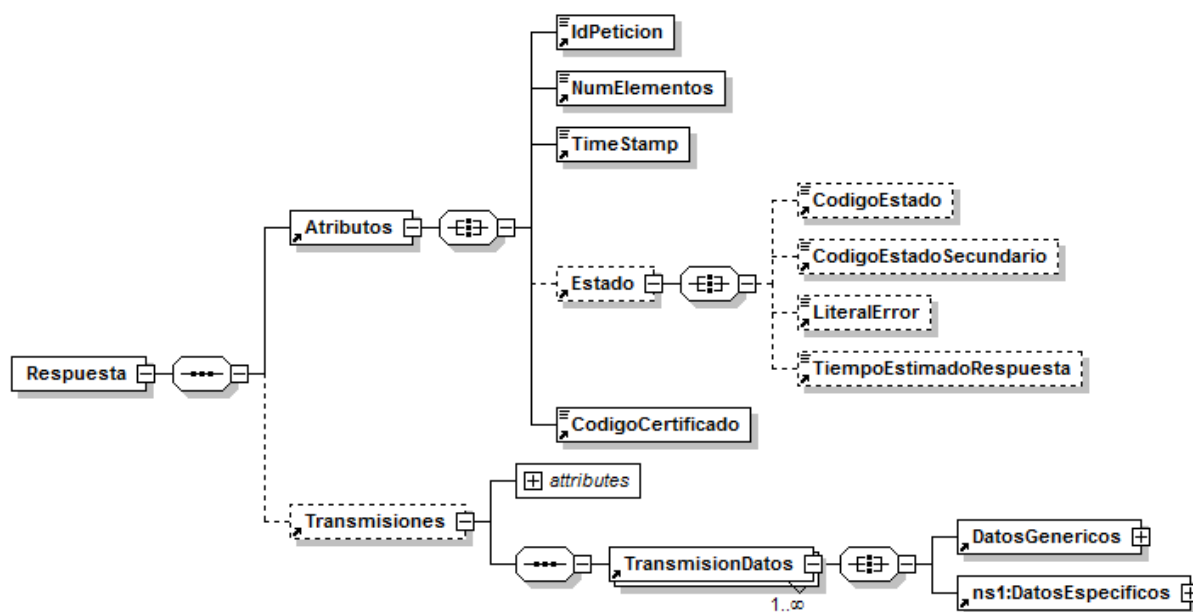 IdPeticion
NumElementos
TimeStamp
CodigoEstado
Atributos
CodigoEstadoSecundario
Estado
LiteralError
Respuesta
TiempoEstimadoRespuesta
CodigoCertificado
attributes
Transmisiones
DatosGenericos
TransmisionDatos
ns1:DatosEspecificos
1..∞